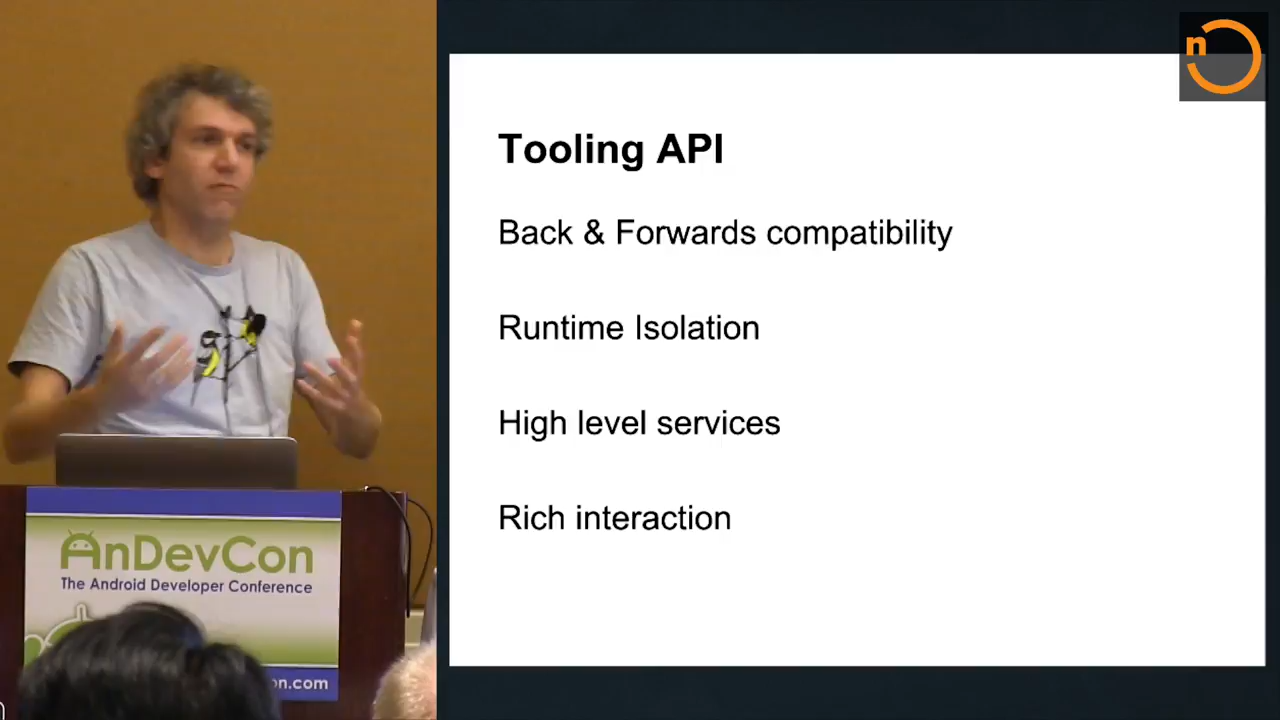 n
Tooling API
Back & Forwards compatibility
Runtime Isolation
High level services
Rich interaction
AnDevCon
The Android Developer Conference
on.com